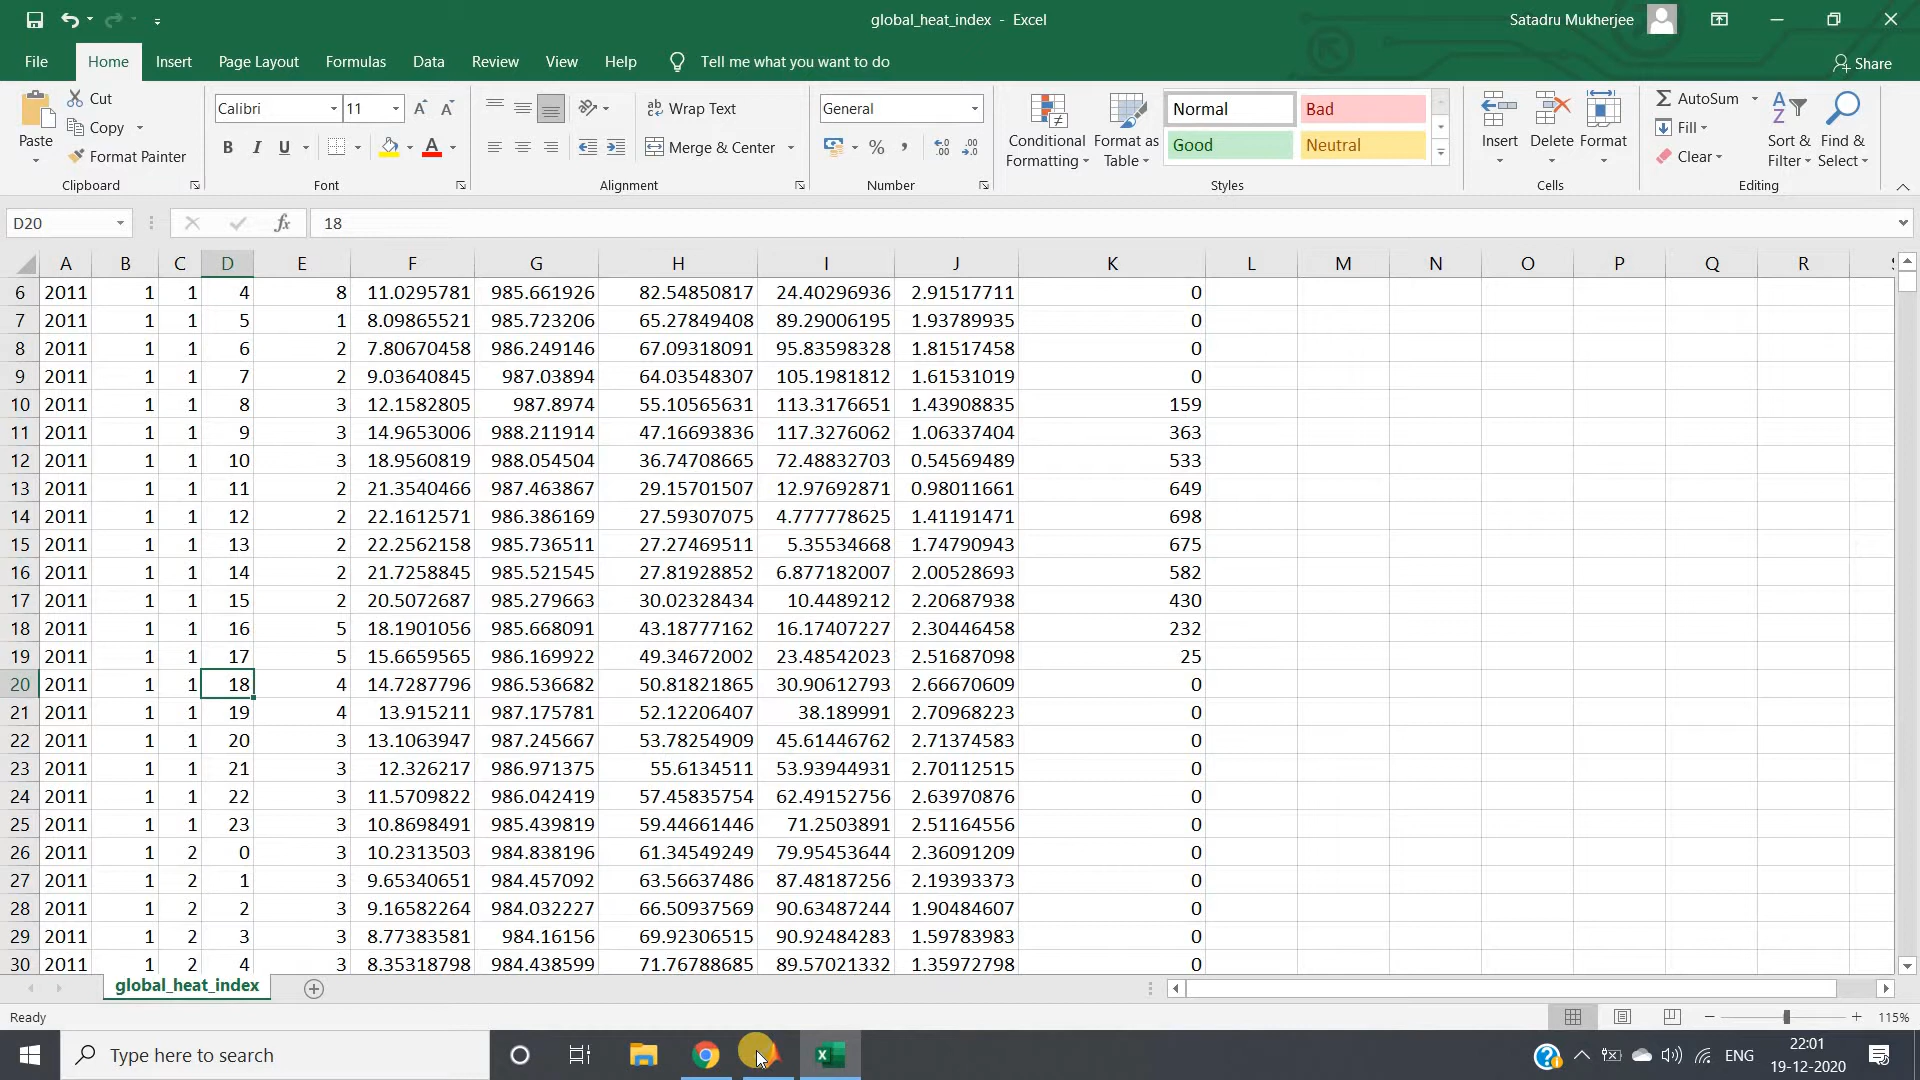 global_heat_index - Excel
Satadru Mukherjee
File Home Insert Page Layout Formulas Data Review View Help Tell me what you want to do Share
Paste
Cut
Copy
Format Painter
Clipboard
Calibri 11
B I U A
Font
Wrap Text
Merge & Center
Alignment
General
% ,
Number
Conditional Formatting
Format as Table
Normal Bad
Good Neutral
Styles
Insert Delete Format
Cells
AutoSum
Fill
Clear
Sort & Filter
Find & Select
Editing
D20 fx 18
A B C D E F G H I J K L M N O P Q R
6 2011 1 1 4 8 11.0295781 985.661926 82.54850817 24.40296936 2.91517711 0
7 2011 1 1 5 1 8.09865521 985.723206 65.27849408 89.29006195 1.93789935 0
8 2011 1 1 6 2 7.80670458 986.249146 67.09318091 95.83598328 1.81517458 0
9 2011 1 1 7 2 9.03640845 987.03894 64.03548307 105.1981812 1.61531019 0
10 2011 1 1 8 3 12.1582805 987.8974 55.10565631 113.3176651 1.43908835 159
11 2011 1 1 9 3 14.9653006 988.211914 47.16693836 117.3276062 1.06337404 363
12 2011 1 1 10 3 18.9560819 988.054504 36.74708665 72.48832703 0.54569489 533
13 2011 1 1 11 2 21.3540466 987.463867 29.15701507 12.97692871 0.98011661 649
14 2011 1 1 12 2 22.1612571 986.386169 27.59307075 4.777778625 1.41191471 698
15 2011 1 1 13 2 22.2562158 985.736511 27.27469511 5.35534668 1.74790943 675
16 2011 1 1 14 2 21.7258845 985.521545 27.81928852 6.877182007 2.00528693 582
17 2011 1 1 15 2 20.5072687 985.279663 30.02328434 10.4489212 2.20687938 430
18 2011 1 1 16 5 18.1901056 985.668091 43.18777162 16.17407227 2.30446458 232
19 2011 1 1 17 5 15.6659565 986.169922 49.34672002 23.48542023 2.51687098 25
20 2011 1 1 18 4 14.7287796 986.536682 50.81821865 30.90612793 2.66670609 0
21 2011 1 1 19 4 13.915211 987.175781 52.12206407 38.189991 2.70968223 0
22 2011 1 1 20 3 13.1063947 987.245667 53.78254909 45.61446762 2.71374583 0
23 2011 1 1 21 3 12.326217 986.971375 55.6134511 53.93944931 2.70112515 0
24 2011 1 1 22 3 11.5709822 986.042419 57.45835754 62.49152756 2.63970876 0
25 2011 1 1 23 3 10.8698491 985.439819 59.44661446 71.2503891 2.51164556 0
26 2011 1 2 0 3 10.2313503 984.838196 61.34549249 79.95453644 2.36091209 0
27 2011 1 2 1 3 9.65340651 984.457092 63.56637486 87.48187256 2.19393373 0
28 2011 1 2 2 3 9.16582264 984.032227 66.50937569 90.63487244 1.90484607 0
29 2011 1 2 3 3 8.77383581 984.16156 69.92306515 90.92484283 1.59783983 0
30 2011 1 2 4 3 8.35318798 984.438599 71.76788685 89.57021332 1.35972798 0
global_heat_index
Ready 115%
Type here to search
ENG
22:01
19-12-2020